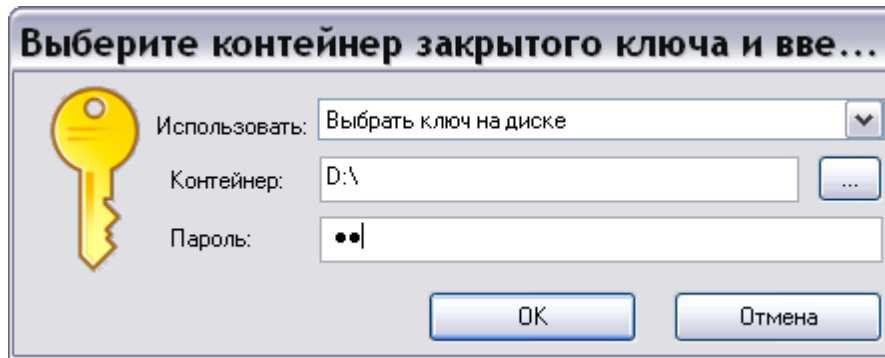 Выберите контейнер закрытого ключа и вве...
Использовать: Выбрать ключ на диске
Контейнер: D:\ ...
Пароль: ●●
OK Отмена